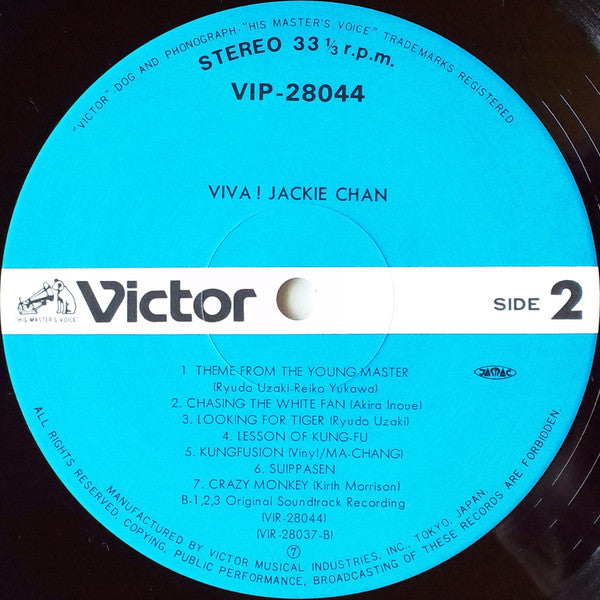 "VICTOR"-DOG AND PHONOGRAPH-"HIS MASTER'S VOICE" TRADEMARKS REGISTERED.
STEREO 33 1/3 r.p.m.
VIP-28044
VIVA! JACKIE CHAN
"HIS MASTER'S VOICE"
Victor
SIDE 2
1 THEME FROM THE YOUNG MASTER
(Ryudo Uzaki-Reiko Yukawa)
JASRAC
2. CHASING THE WHITE FAN (Akira Inoue)
3. LOOKING FOR TIGER (Ryudo Uzaki)
4. LESSON OF KUNG-FU
5. KUNGFUSION (Vinyl/MA-CHANG)
6. SUIPPASEN
7. CRAZY MONKEY (Kirth Morrison)
B-1,2,3 Original Soundtrack Recording
(VIR-28044)
(VIR-28037-B)
7
MANUFACTURED BY VICTOR MUSICAL INDUSTRIES, INC., TOKYO, JAPAN.
ALL RIGHTS RESERVED, COPYING, PUBLIC PERFORMANCE, BROADCASTING OF THESE RECORDS ARE FORBIDDEN.